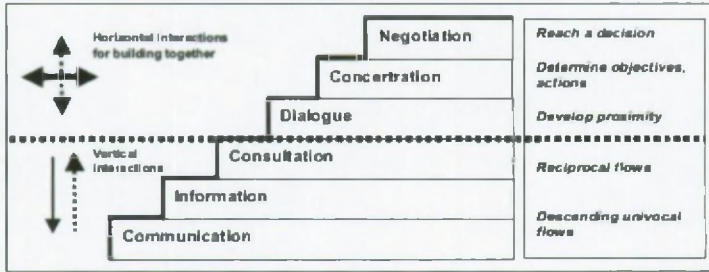 Horizontal interactions
for building together
Negotiation
Reach a decision
Concertration
Determine objectives,
actions
Dialogue
Develop proximity
Vertical
interactions
Consultation
Reciprocal flows
Information
Descending univocal
flows
Communication